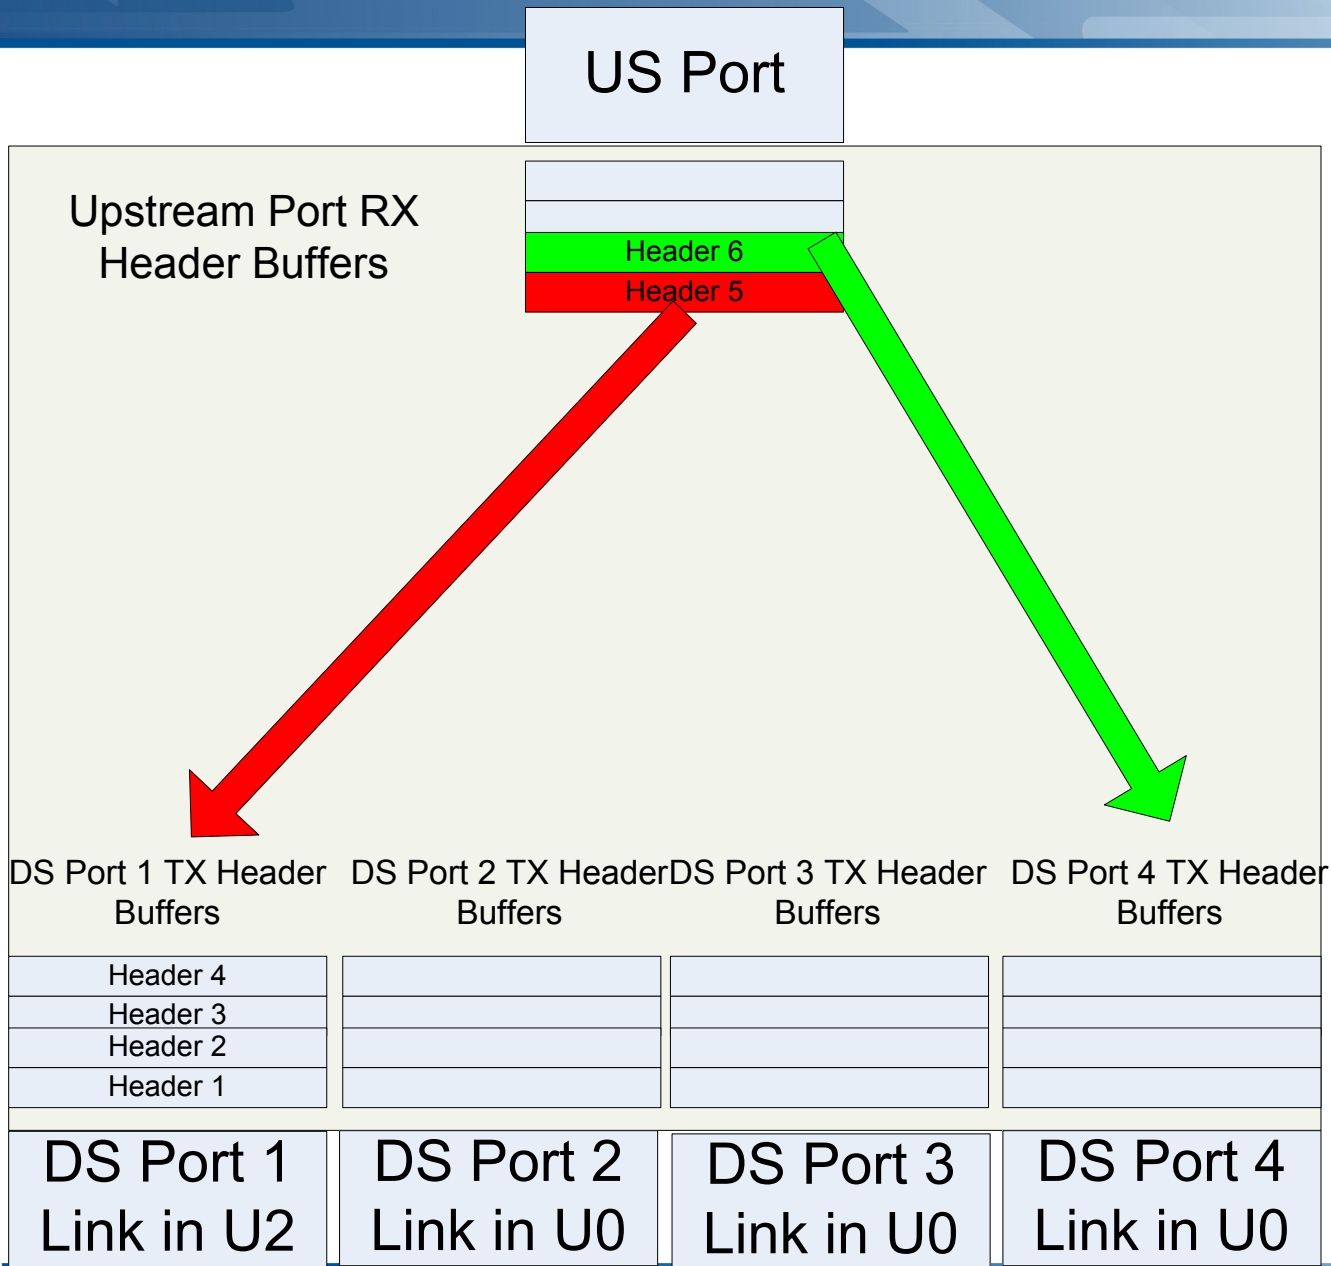 US Port
Upstream Port RX
Header Buffers
Header 6
Header 5
DS Port 1 TX Header
Buffers
DS Port 2 TX Header
Buffers
DS Port 3 TX Header
Buffers
DS Port 4 TX Header
Buffers
Header 4
Header 3
Header 2
Header 1
DS Port 1
Link in U2
DS Port 2
Link in U0
DS Port 3
Link in U0
DS Port 4
Link in U0